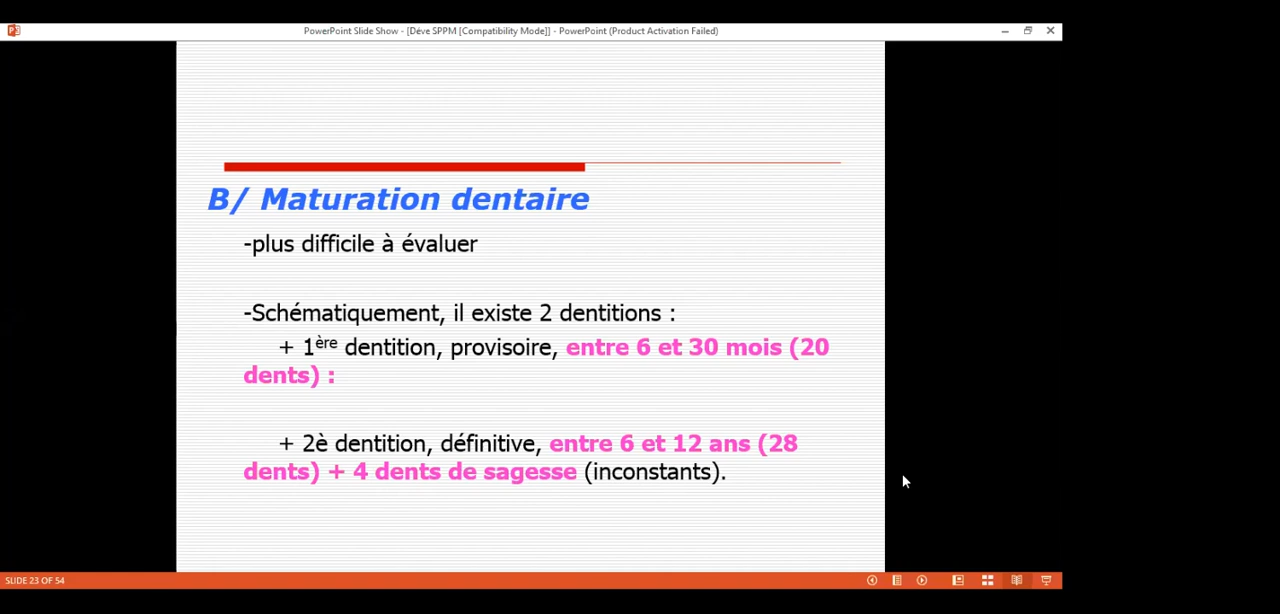 PowerPoint Slide Show - [Déve SPPM [Compatibility Mode]] - PowerPoint (Product Activation Failed)
B/ Maturation dentaire
-plus difficile à évaluer
-Schématiquement, il existe 2 dentitions :
+ 1ère dentition, provisoire, entre 6 et 30 mois (20
dents) :
+ 2è dentition, définitive, entre 6 et 12 ans (28
dents) + 4 dents de sagesse (inconstants).
SLIDE 23 OF 54